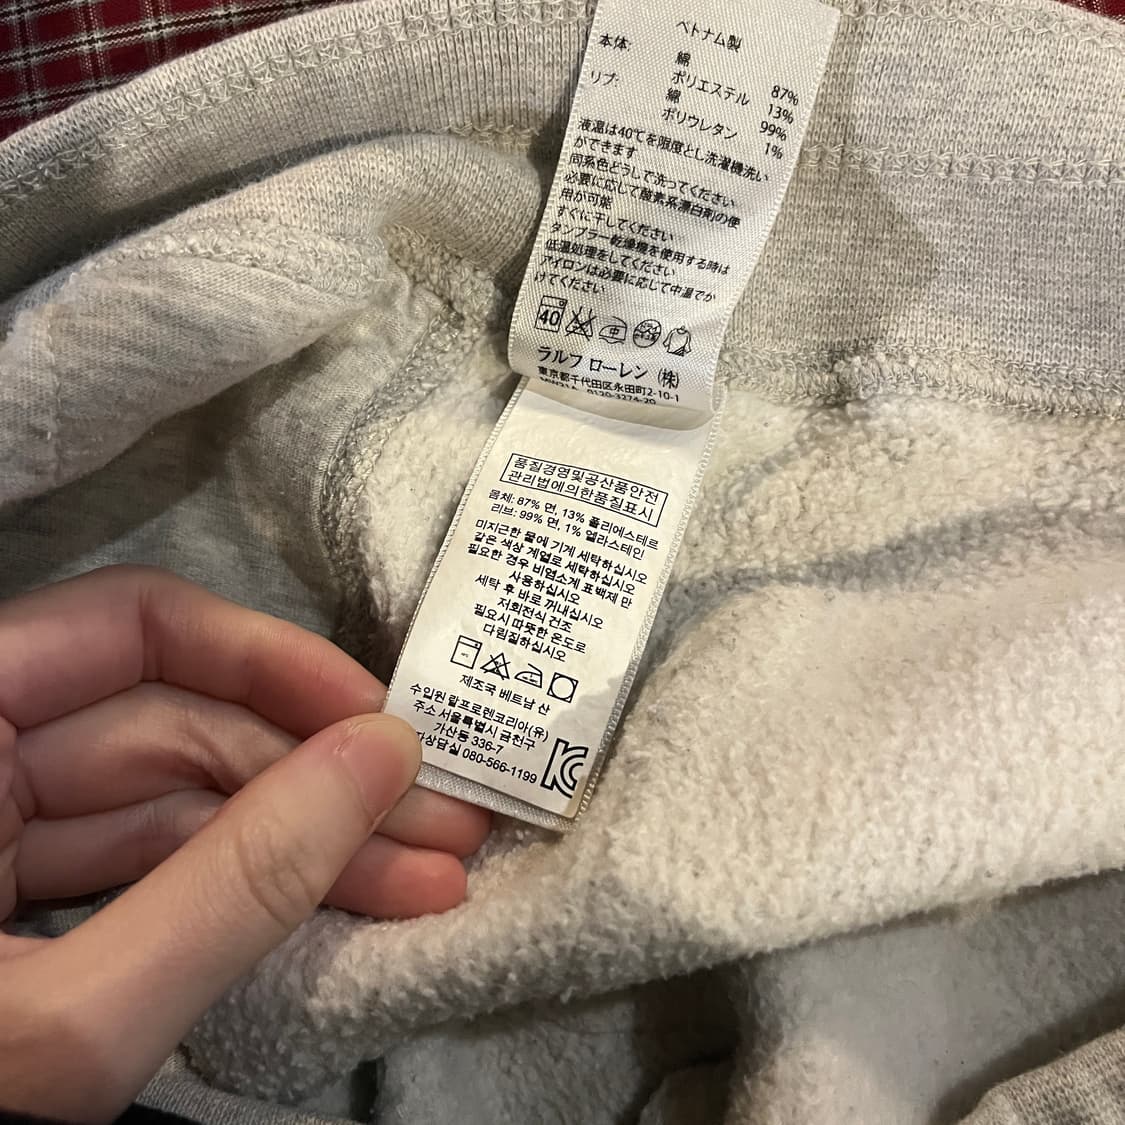 ベトナム製
本体: 綿 87%
ポリエステル 13%
リブ: 綿 99%
ポリウレタン 1%
液温は40℃を限度とし洗濯機洗い
ができます
同系色どうしで洗ってください
必要に応じて酸素系漂白剤の使
用が可能
すぐに干してください
タンブラー乾燥機を使用する時は
低温処理をしてください
アイロンは必要に応じて中温でか
けてください
40 中
ラルフ ローレン (株)
東京都千代田区永田町2-10-1
0120-3274-20
품질경영및공산품안전
관리법에의한품질표시
몸체: 87% 면, 13% 폴리에스테르
리브: 99% 면, 1% 엘라스테인
미지근한 물에 기계 세탁하십시오
같은 색상 계열로 세탁하십시오
필요한 경우 비염소계 표백제 만
사용하십시오
세탁 후 바로 꺼내십시오
저회전식 건조
필요시 따뜻한 온도로
다림질하십시오
제조국 베트남 산
수입원 랄프로렌코리아(유)
주소 서울특별시 금천구
가산동 336-7
자상담실 080-566-1199